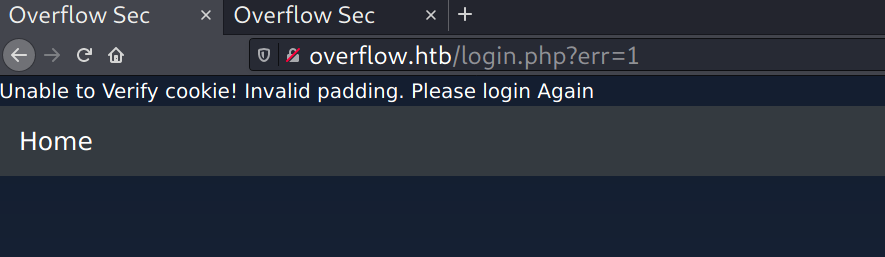 Overflow Sec × Overflow Sec × +
overflow.htb/login.php?err=1
Unable to Verify cookie! Invalid padding. Please login Again
Home